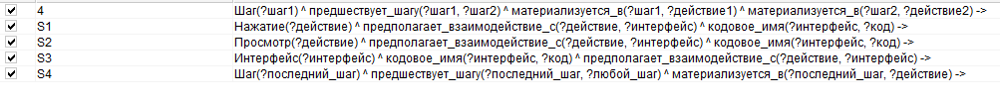 4 Шаг(?шаг1) ^ предшествует_шагу(?шаг1, ?шаг2) ^ материализуется_в(?шаг1, ?действие1) ^ материализуется_в(?шаг2, ?действие2) ->
S1 Нажатие(?действие) ^ предполагает_взаимодействие_с(?действие, ?интерфейс) ^ кодовое_имя(?интерфейс, ?код) ->
S2 Просмотр(?действие) ^ предполагает_взаимодействие_с(?действие, ?интерфейс) ^ кодовое_имя(?интерфейс, ?код) ->
S3 Интерфейс(?интерфейс) ^ кодовое_имя(?интерфейс, ?код) ^ предполагает_взаимодействие_с(?действие, ?интерфейс) ->
S4 Шаг(?последний_шаг) ^ предшествует_шагу(?последний_шаг, ?любой_шаг) ^ материализуется_в(?последний_шаг, ?действие) ->